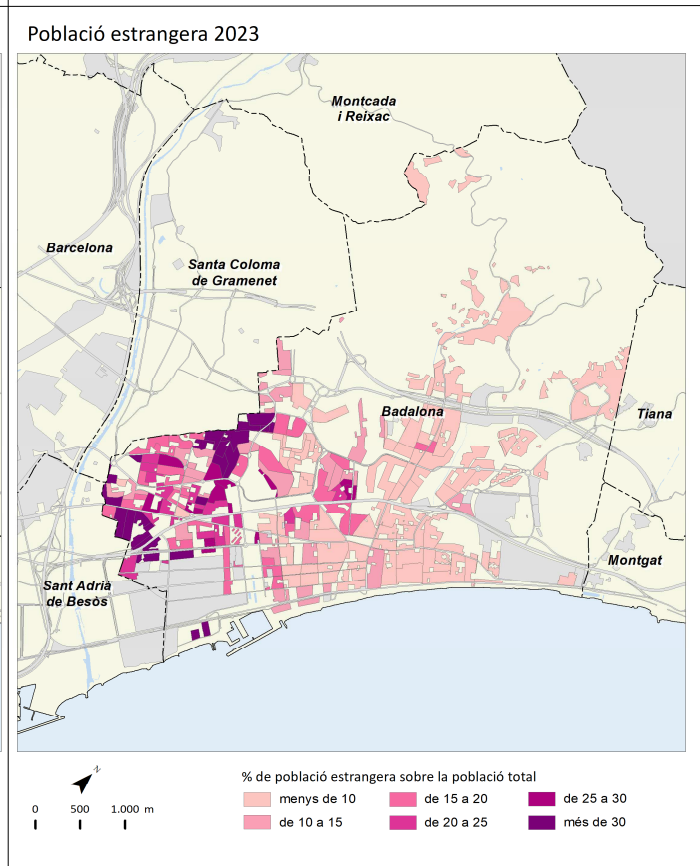 Població estrangera 2023
Montcada
i Reixac
Barcelona
Santa Coloma
de Gramenet
Badalona
Tiana
Montgat
Sant Adrià
de Besòs
N
0 500 1.000 m
% de població estrangera sobre la població total
menys de 10
de 15 a 20
de 25 a 30
de 10 a 15
de 20 a 25
més de 30